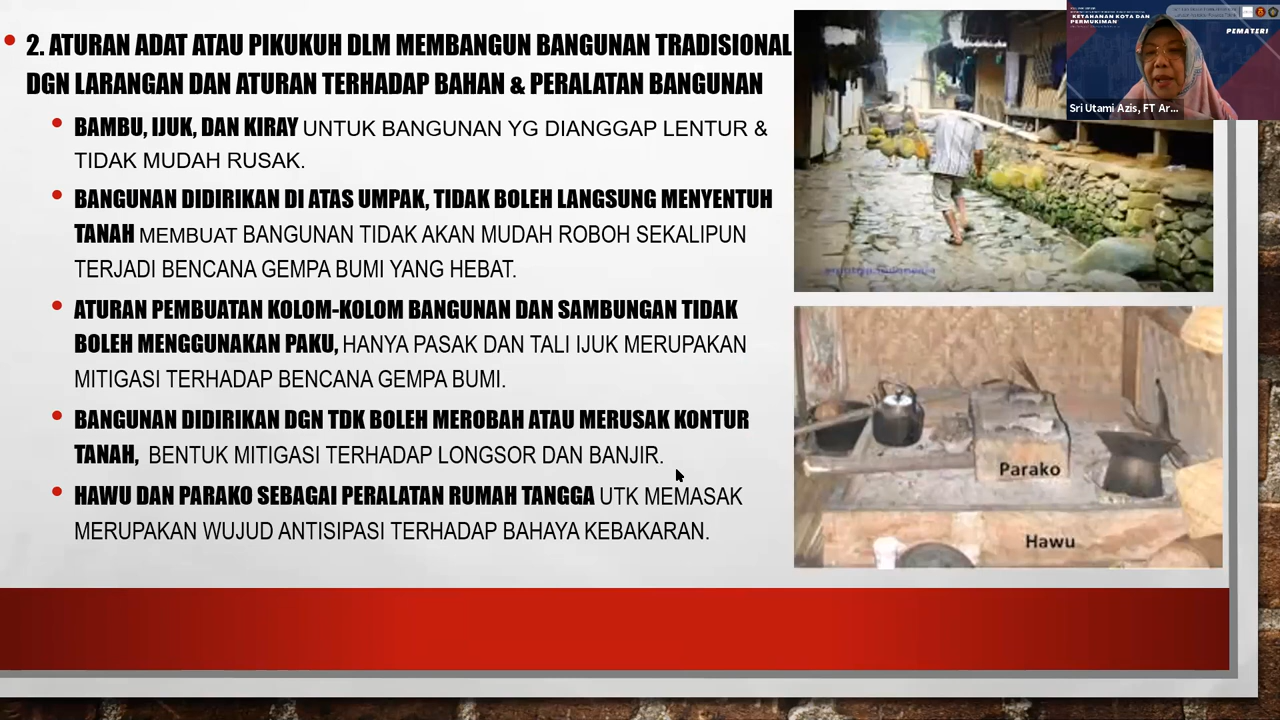 2. ATURAN ADAT ATAU PIKUKUH DLM MEMBANGUN BANGUNAN TRADISIONAL
DGN LARANGAN DAN ATURAN TERHADAP BAHAN & PERALATAN BANGUNAN
BAMBU, IJUK, DAN KIRAY UNTUK BANGUNAN YG DIANGGAP LENTUR &
TIDAK MUDAH RUSAK.
BANGUNAN DIDIRIKAN DI ATAS UMPAK, TIDAK BOLEH LANGSUNG MENYENTUH
TANAH MEMBUAT BANGUNAN TIDAK AKAN MUDAH ROBOH SEKALIPUN
TERJADI BENCANA GEMPA BUMI YANG HEBAT.
ATURAN PEMBUATAN KOLOM-KOLOM BANGUNAN DAN SAMBUNGAN TIDAK
BOLEH MENGGUNAKAN PAKU, HANYA PASAK DAN TALI IJUK MERUPAKAN
MITIGASI TERHADAP BENCANA GEMPA BUMI.
BANGUNAN DIDIRIKAN DGN TDK BOLEH MEROBAH ATAU MERUSAK KONTUR
TANAH, BENTUK MITIGASI TERHADAP LONGSOR DAN BANJIR.
HAWU DAN PARAKO SEBAGAI PERALATAN RUMAH TANGGA UTK MEMASAK
MERUPAKAN WUJUD ANTISIPASI TERHADAP BAHAYA KEBAKARAN.
Parako
Hawu
KETAHANAN KOTA DAN
PERMUKIMAN
PEMATERI
Sri Utami Azis, FT Ar...